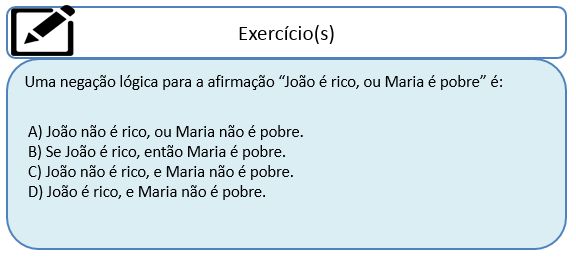 Exercício(s)
Uma negação lógica para a afirmação “João é rico, ou Maria é pobre” é:
A) João não é rico, ou Maria não é pobre.
B) Se João é rico, então Maria é pobre.
C) João não é rico, e Maria não é pobre.
D) João é rico, e Maria não é pobre.